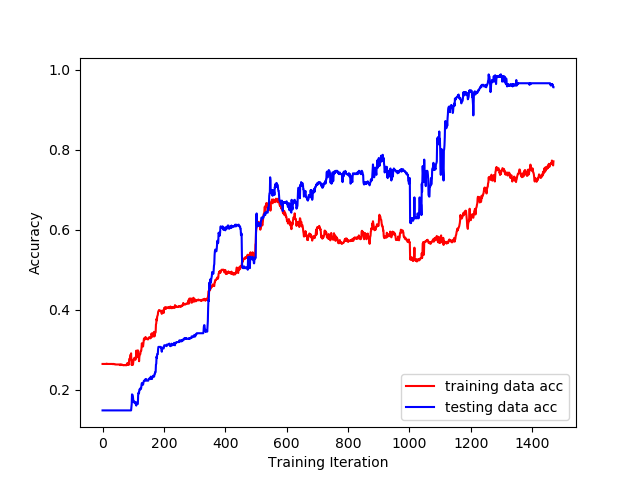 1.0
0.8
0.6
0.4
0.2
Accuracy
training data acc
testing data acc
0 200 400 600 800 1000 1200 1400
Training Iteration